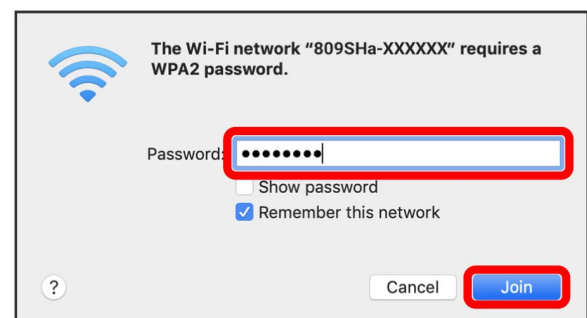 The Wi-Fi network “809SHa-XXXXXX” requires a
WPA2 password.
Password: ••••••••
Show password
Remember this network
?
Cancel
Join